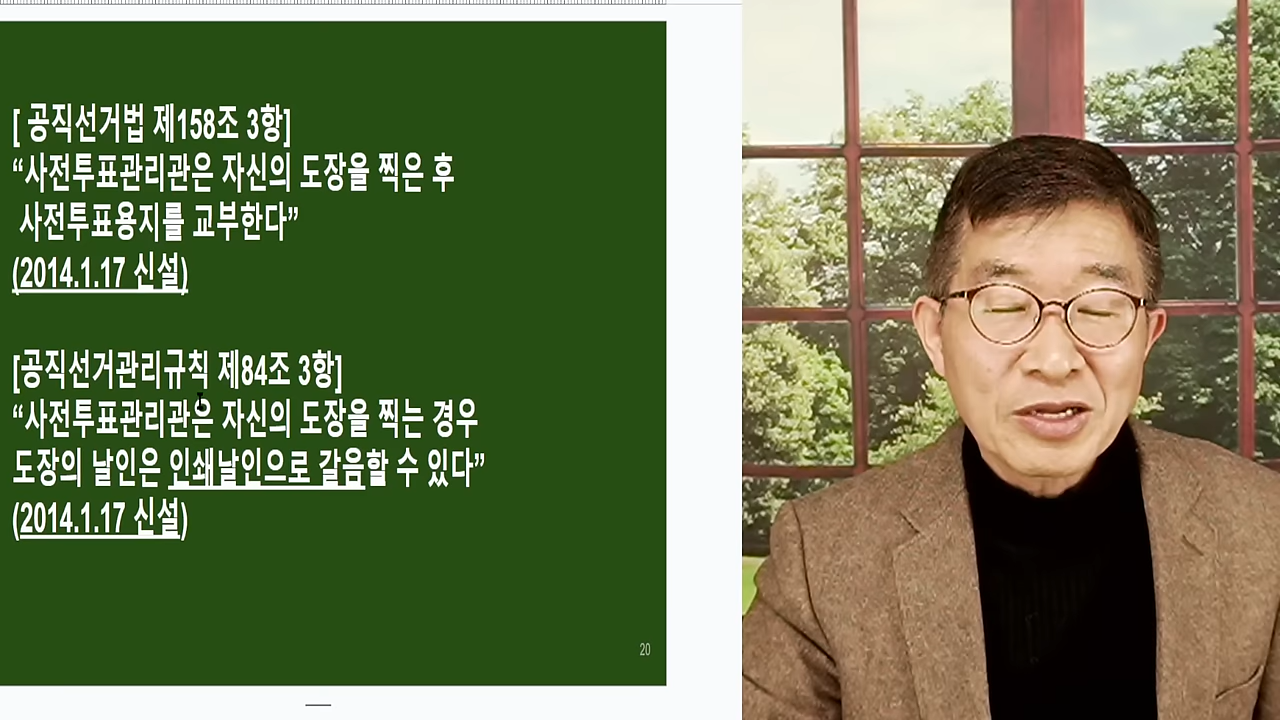 [ 공직선거법 제158조 3항]
“사전투표관리관은 자신의 도장을 찍은 후
사전투표용지를 교부한다”
(2014.1.17 신설)
[공직선거관리규칙 제84조 3항]
“사전투표관리관은 자신의 도장을 찍는 경우
도장의 날인은 인쇄날인으로 갈음할 수 있다”
(2014.1.17 신설)
20